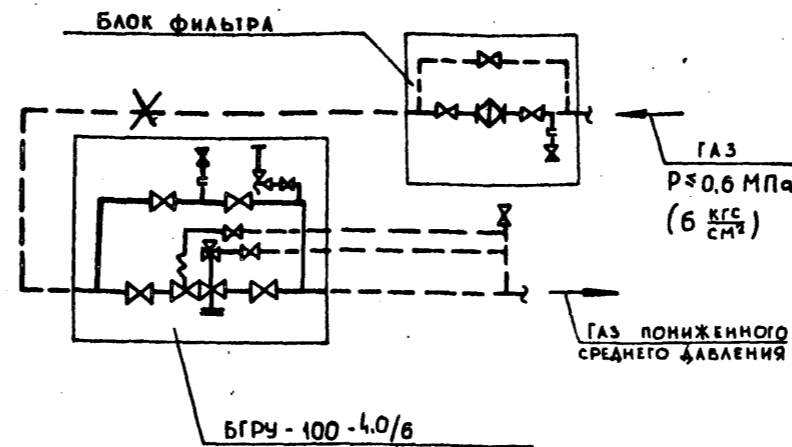 БЛОК ФИЛЬТРА
ГАЗ
P≤0,6 МПа
(6 кгс/см²)
ГАЗ ПОНИЖЕННОГО
СРЕДНЕГО ДАВЛЕНИЯ
БГРУ - 100 - 4.0/6